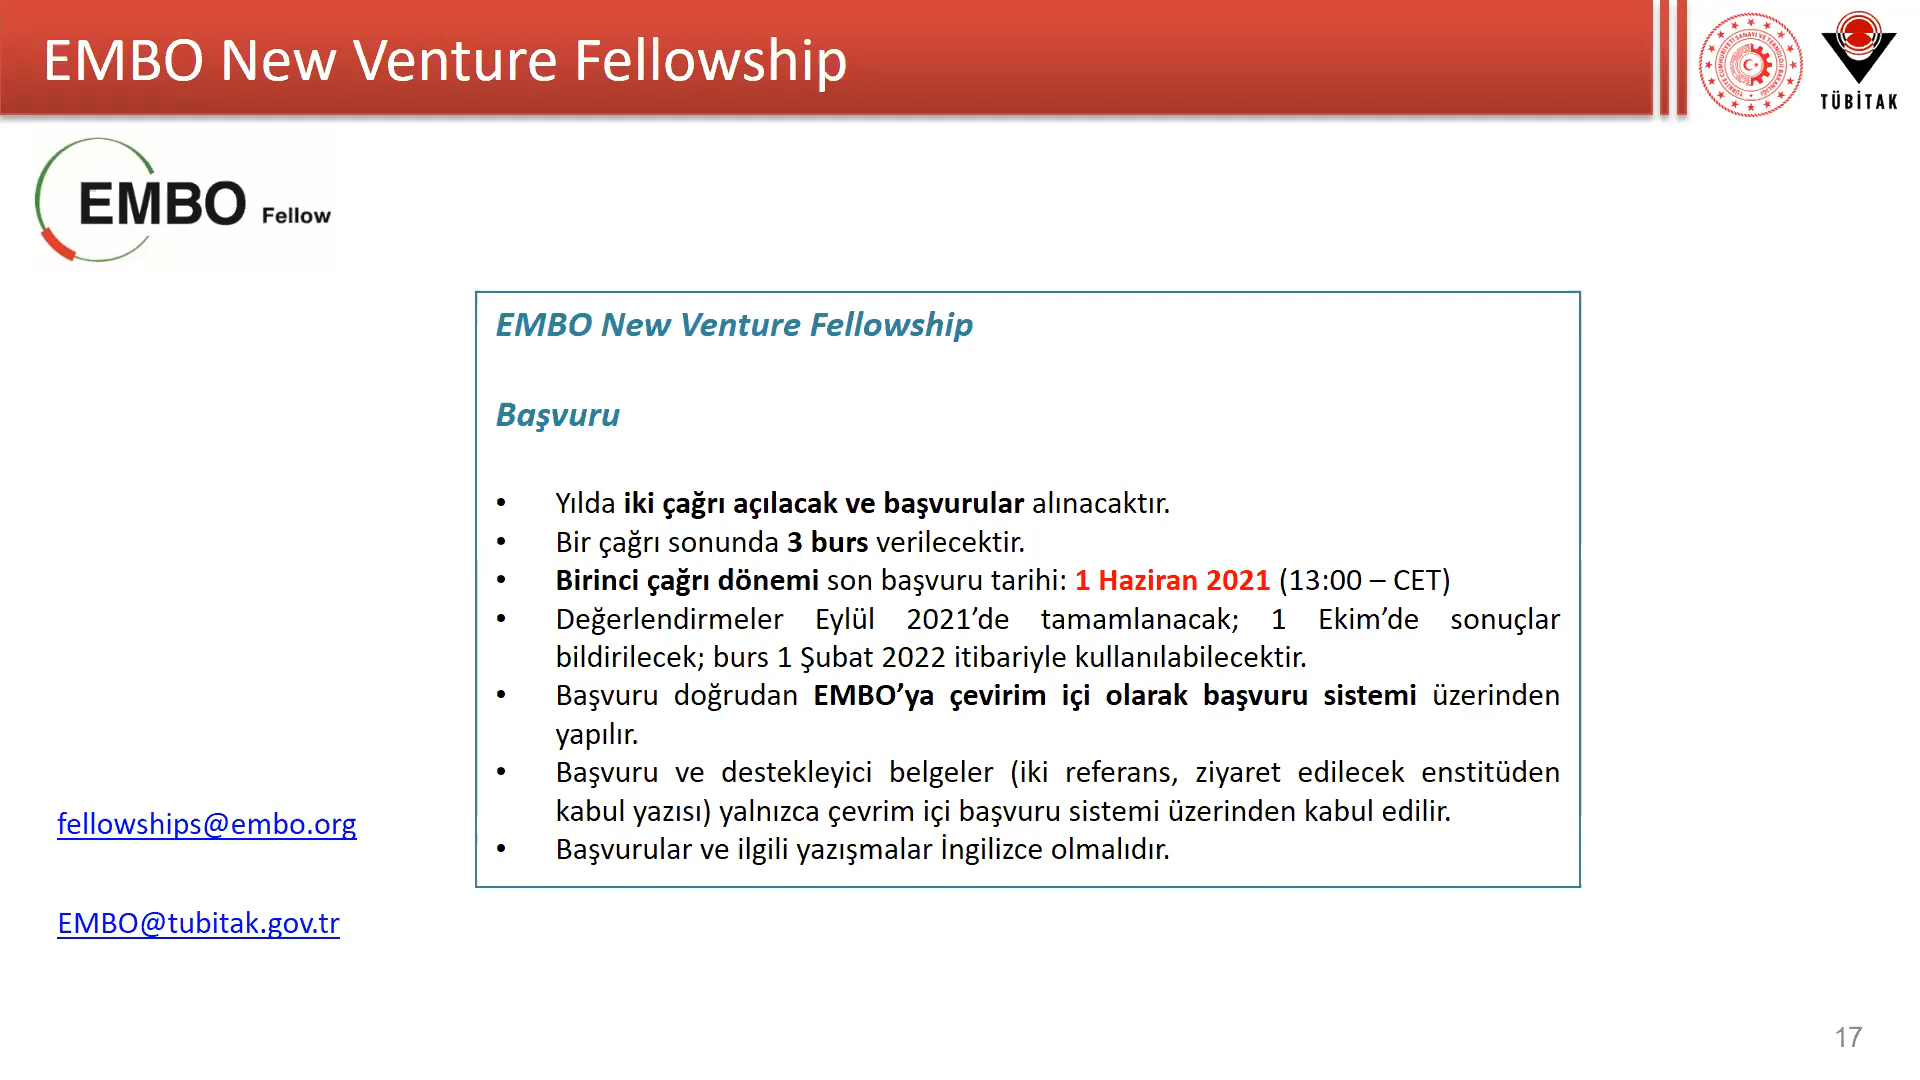 EMBO New Venture Fellowship
TÜBİTAK
EMBO Fellow
EMBO New Venture Fellowship
Başvuru
• Yılda iki çağrı açılacak ve başvurular alınacaktır.
• Bir çağrı sonunda 3 burs verilecektir.
• Birinci çağrı dönemi son başvuru tarihi: 1 Haziran 2021 (13:00 – CET)
• Değerlendirmeler Eylül 2021’de tamamlanacak; 1 Ekim’de sonuçlar
bildirilecek; burs 1 Şubat 2022 itibariyle kullanılabilecektir.
• Başvuru doğrudan EMBO’ya çevirim içi olarak başvuru sistemi üzerinden
yapılır.
• Başvuru ve destekleyici belgeler (iki referans, ziyaret edilecek enstitüden
kabul yazısı) yalnızca çevrim içi başvuru sistemi üzerinden kabul edilir.
• Başvurular ve ilgili yazışmalar İngilizce olmalıdır.
fellowships@embo.org
EMBO@tubitak.gov.tr
17